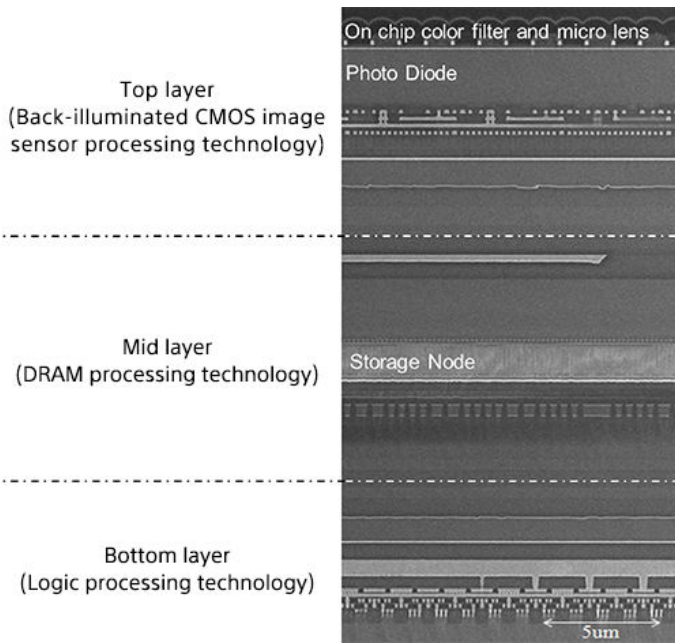 On chip color filter and micro lens
Photo Diode
Top layer
(Back-illuminated CMOS image
sensor processing technology)
Mid layer
(DRAM processing technology)
Storage Node
Bottom layer
(Logic processing technology)
5um